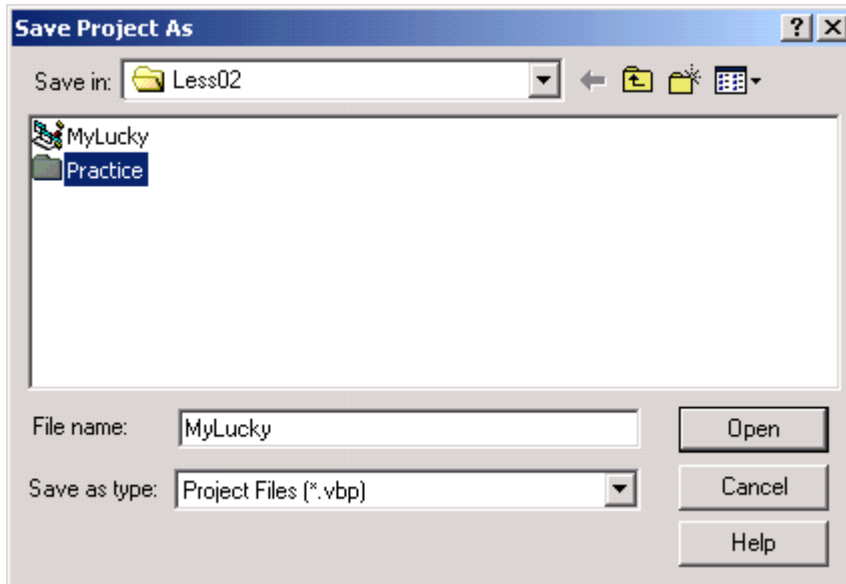 Save Project As
Save in: Less02
MyLucky
Practice
File name: MyLucky Open
Save as type: Project Files (*.vbp) Cancel
Help